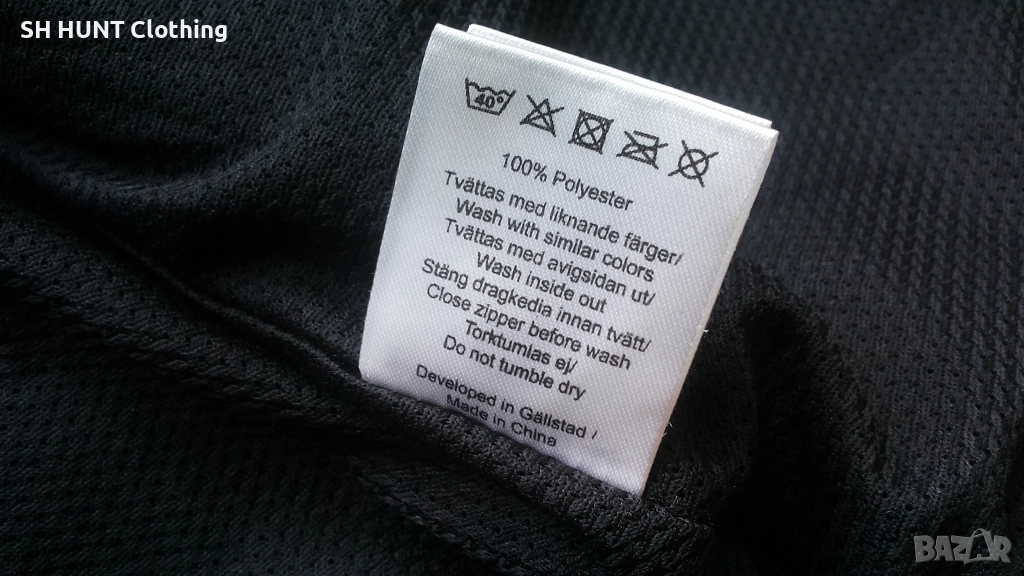 SH HUNT Clothing
40°
100% Polyester
Tvättas med liknande färger/
Wash with similar colors
Tvättas med avigsidan ut/
Wash inside out
Stäng dragkedia innan tvätt/
Close zipper before wash
Torktumlas ej/
Do not tumble dry
Developed in Gällstad /
Made in China
BAZAR